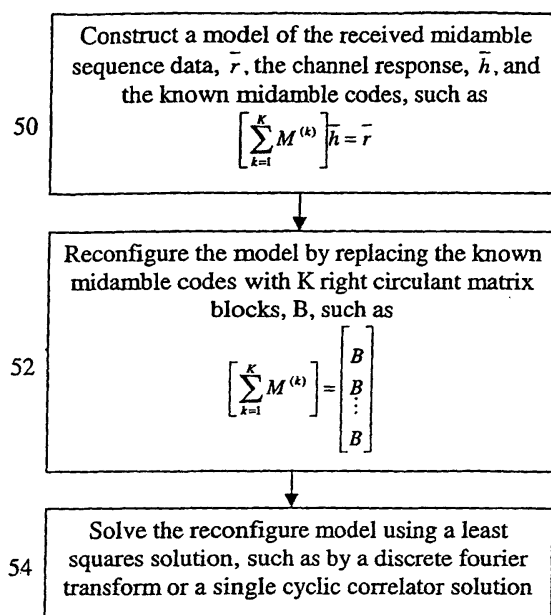 Construct a model of the received midamble
sequence data, r̄, the channel response, h̄, and
the known midamble codes, such as
50
[∑_{k=1}^{K} M^{(k)}] h̄ = r̄
Reconfigure the model by replacing the known
midamble codes with K right circulant matrix
blocks, B, such as
52
[∑_{k=1}^{K} M^{(k)}] = [B B ⋮ B]
Solve the reconfigure model using a least
squares solution, such as by a discrete fourier
54
transform or a single cyclic correlator solution